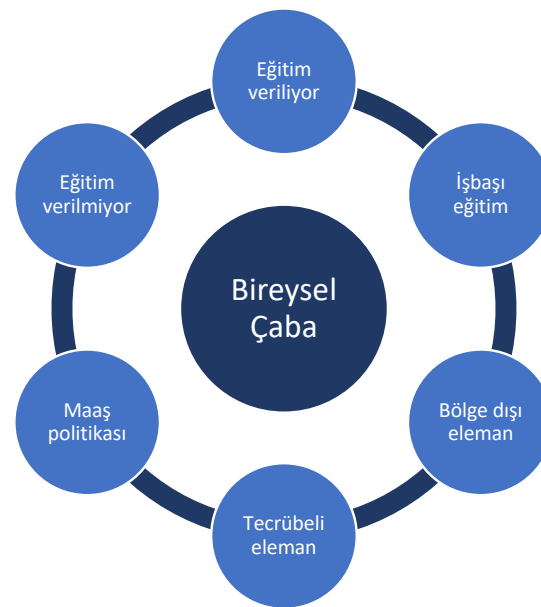 Eğitim
veriliyor
İşbaşı
eğitim
Bölge dışı
eleman
Tecrübeli
eleman
Maaş
politikası
Eğitim
verilmiyor
Bireysel
Çaba